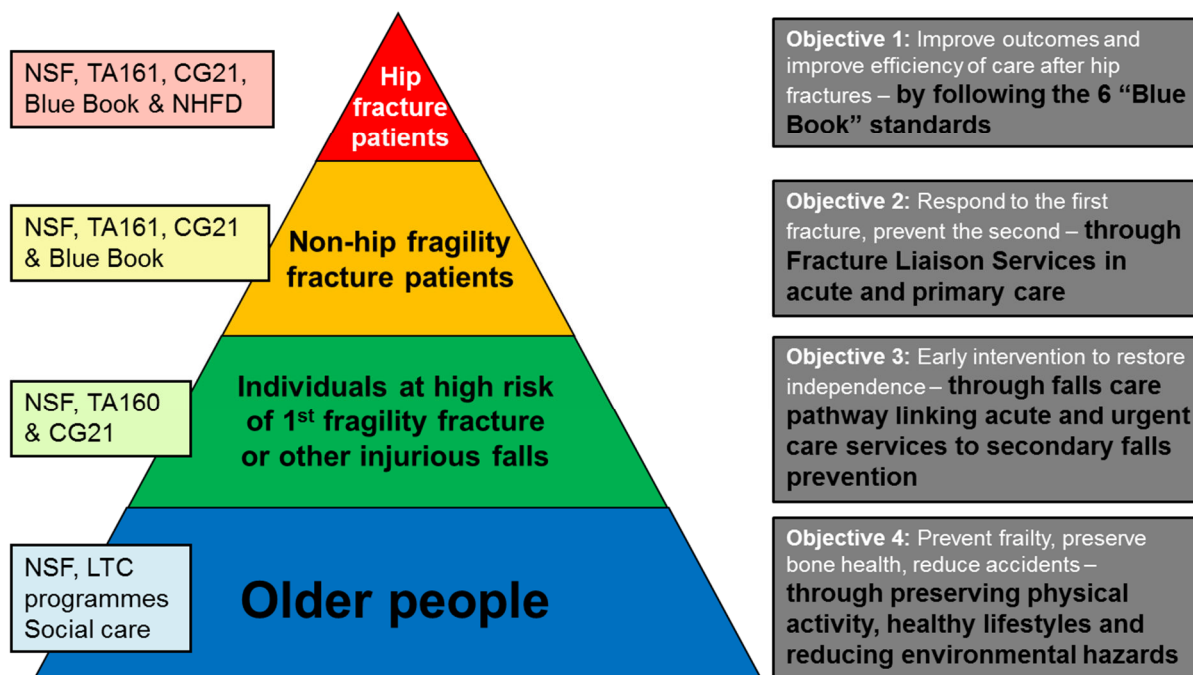 NSF, TA161, CG21,
Blue Book & NHFD
Hip
fracture
patients
Objective 1: Improve outcomes and
improve efficiency of care after hip
fractures – by following the 6 “Blue
Book” standards
NSF, TA161, CG21
& Blue Book
Non-hip fragility
fracture patients
Objective 2: Respond to the first
fracture, prevent the second – through
Fracture Liaison Services in
acute and primary care
NSF, TA160
& CG21
Individuals at high risk
of 1st fragility fracture
or other injurious falls
Objective 3: Early intervention to restore
independence – through falls care
pathway linking acute and urgent
care services to secondary falls
prevention
NSF, LTC
programmes
Social care
Older people
Objective 4: Prevent frailty, preserve
bone health, reduce accidents –
through preserving physical
activity, healthy lifestyles and
reducing environmental hazards